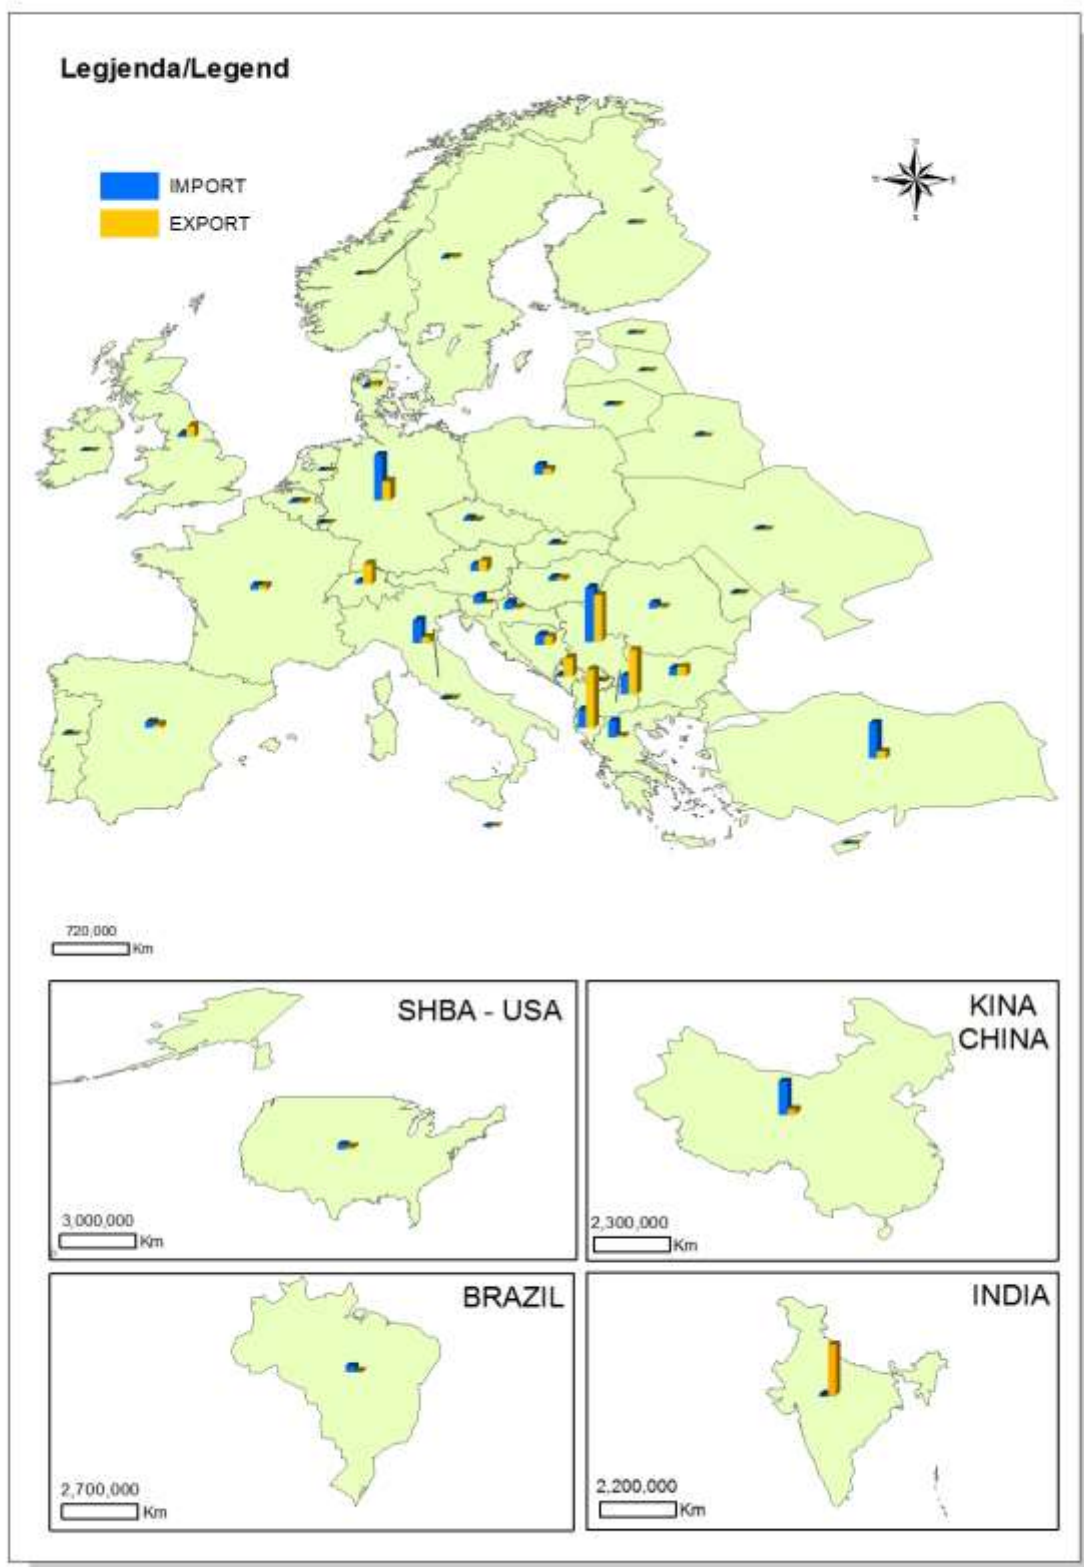 Legjenda/Legend
IMPORT
EXPORT
720,000
Km
SHBA - USA
3,000,000
Km
KINA
CHINA
2,300,000
Km
BRAZIL
2,700,000
Km
INDIA
2,200,000
Km